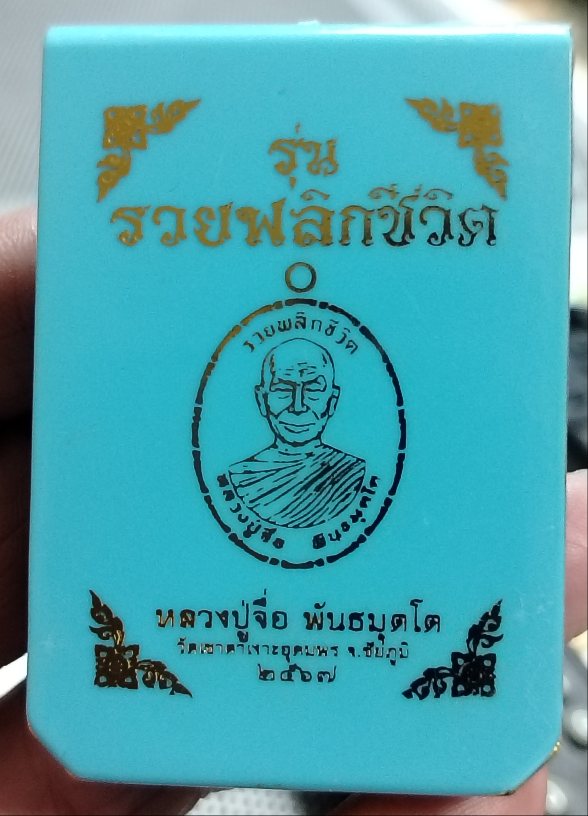 รุ่น
รวยพลิกชีวิต
รวยพลิกชีวิต
หลวงปู่จื่อ พันธมุตโต
หลวงปู่จื่อ พันธมุตโต
วัดเขาตาเงาะอุดมพร จ.ชัยภูมิ
๒๕๖๗